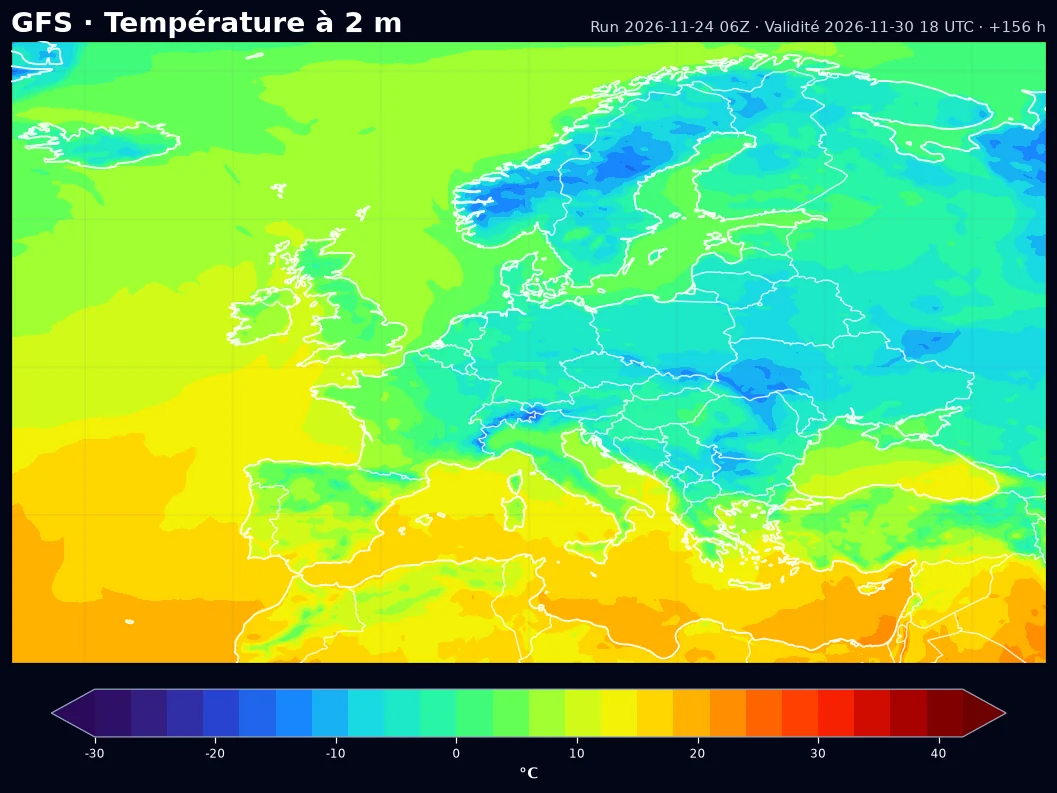 GFS · Température à 2 m
Run 2026-11-24 06Z · Validité 2026-11-30 18 UTC · +156 h
-30 -20 -10 0 10 20 30 40
°C